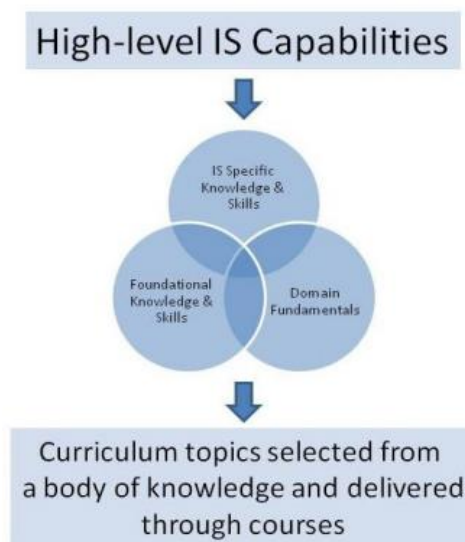 High-level IS Capabilities
IS Specific
Knowledge &
Skills
Foundational
Knowledge &
Skills
Domain
Fundamentals
Curriculum topics selected from
a body of knowledge and delivered
through courses